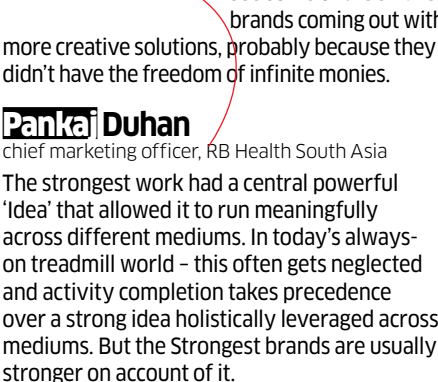 brands coming out with
more creative solutions, probably because they
didn't have the freedom of infinite monies.
Pankaj Duhan
chief marketing officer, RB Health South Asia
The strongest work had a central powerful
‘Idea’ that allowed it to run meaningfully
across different mediums. In today's always-
on treadmill world – this often gets neglected
and activity completion takes precedence
over a strong idea holistically leveraged across
mediums. But the Strongest brands are usually
stronger on account of it.